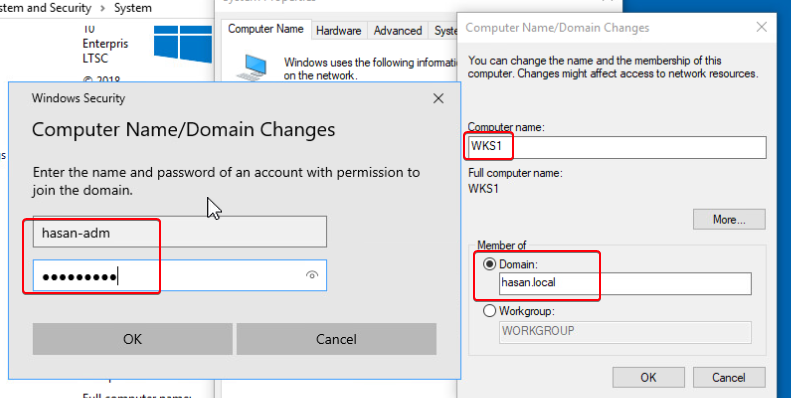 stem and Security > System
System Properties
10
Enterpris
LTSC
© 2018
Computer Name
Hardware
Advanced
Syste
Windows uses the following informati
on the network.
Windows Security
Computer Name/Domain Changes
Enter the name and password of an account with permission to
join the domain.
hasan-adm
●●●●●●●●●
OK
Cancel
Full computer name:
Computer Name/Domain Changes
You can change the name and the membership of this
computer. Changes might affect access to network resources.
Computer name:
WKS1
Full computer name:
WKS1
More...
Member of
Domain:
hasan.local
Workgroup:
WORKGROUP
OK
Cancel